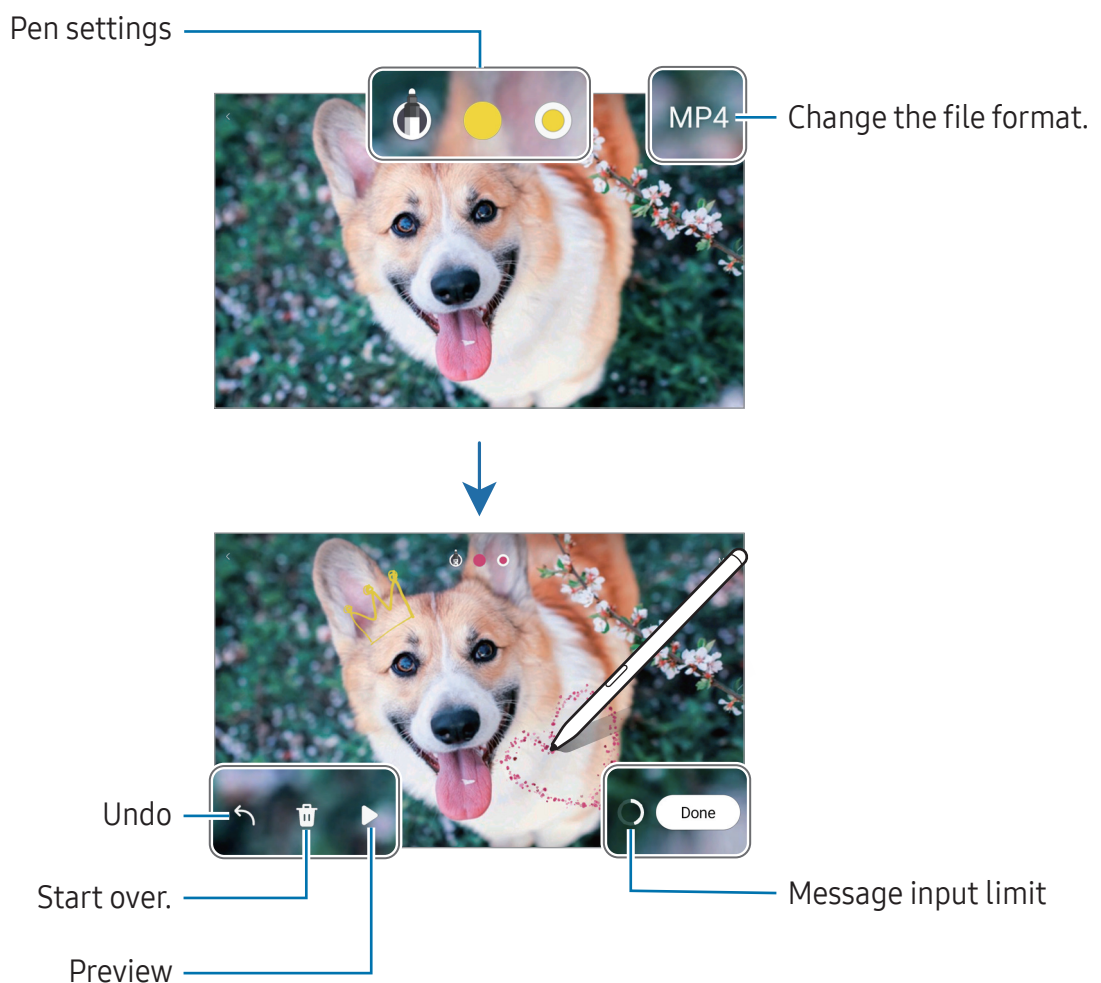 Pen settings
MP4
Change the file format.
Undo
Done
Start over.
Message input limit
Preview